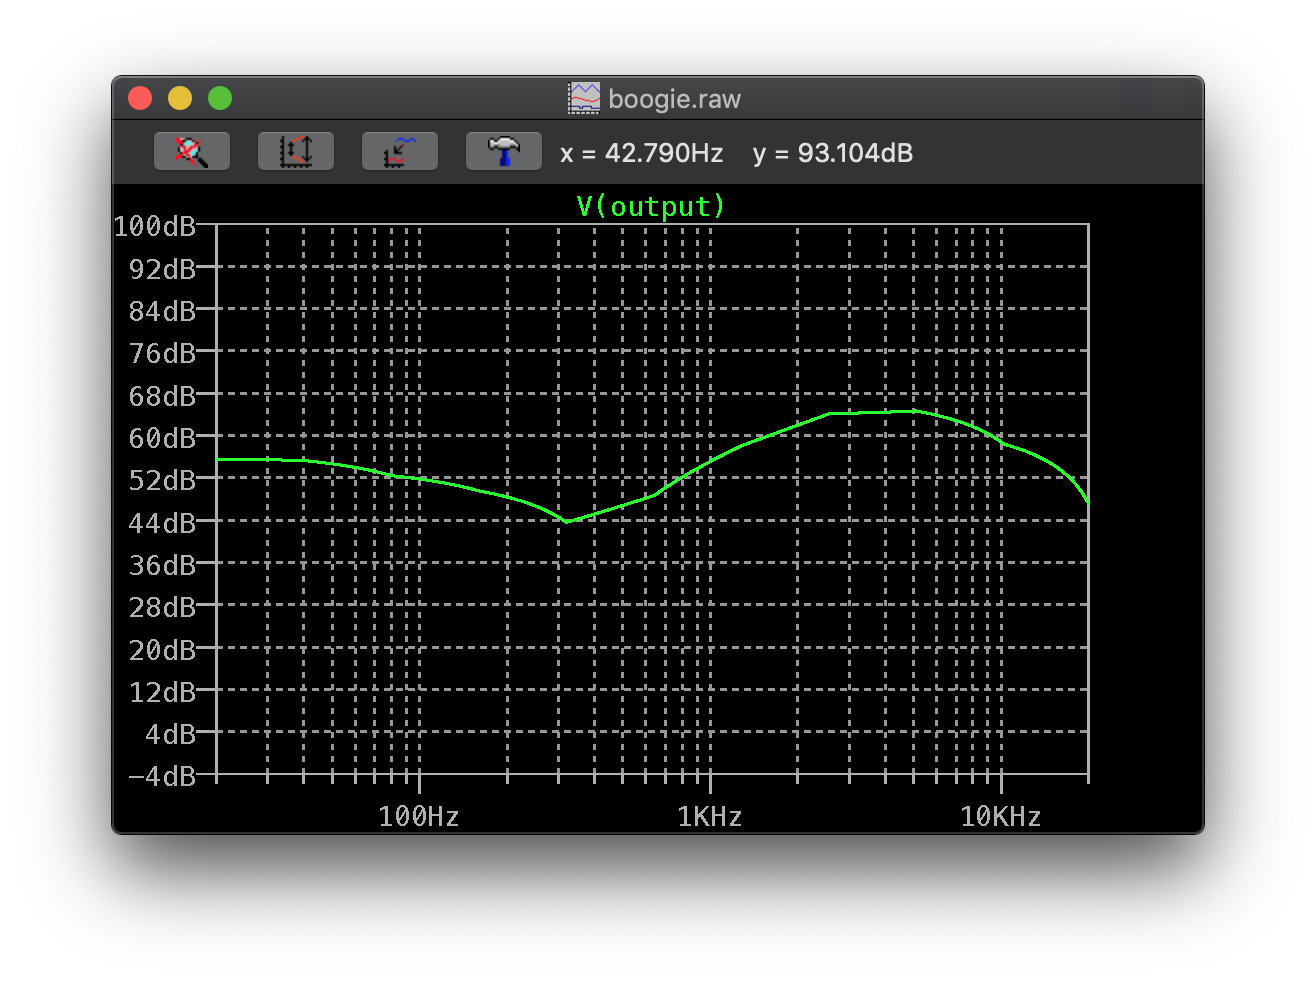 boogie.raw
x = 42.790Hz y = 93.104dB
V(output)
100dB
92dB
84dB
76dB
68dB
60dB
52dB
44dB
36dB
28dB
20dB
12dB
4dB
−4dB
100Hz 1KHz 10KHz